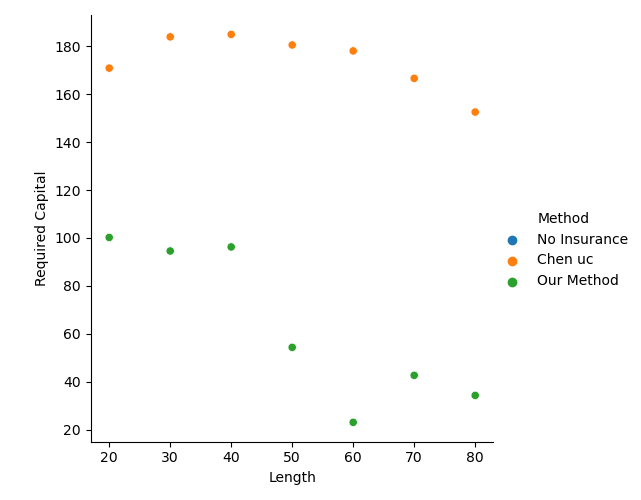 180
160
140
120
100
80
60
40
20
Required Capital
20 30 40 50 60 70 80
Length
Method
No Insurance
Chen uc
Our Method